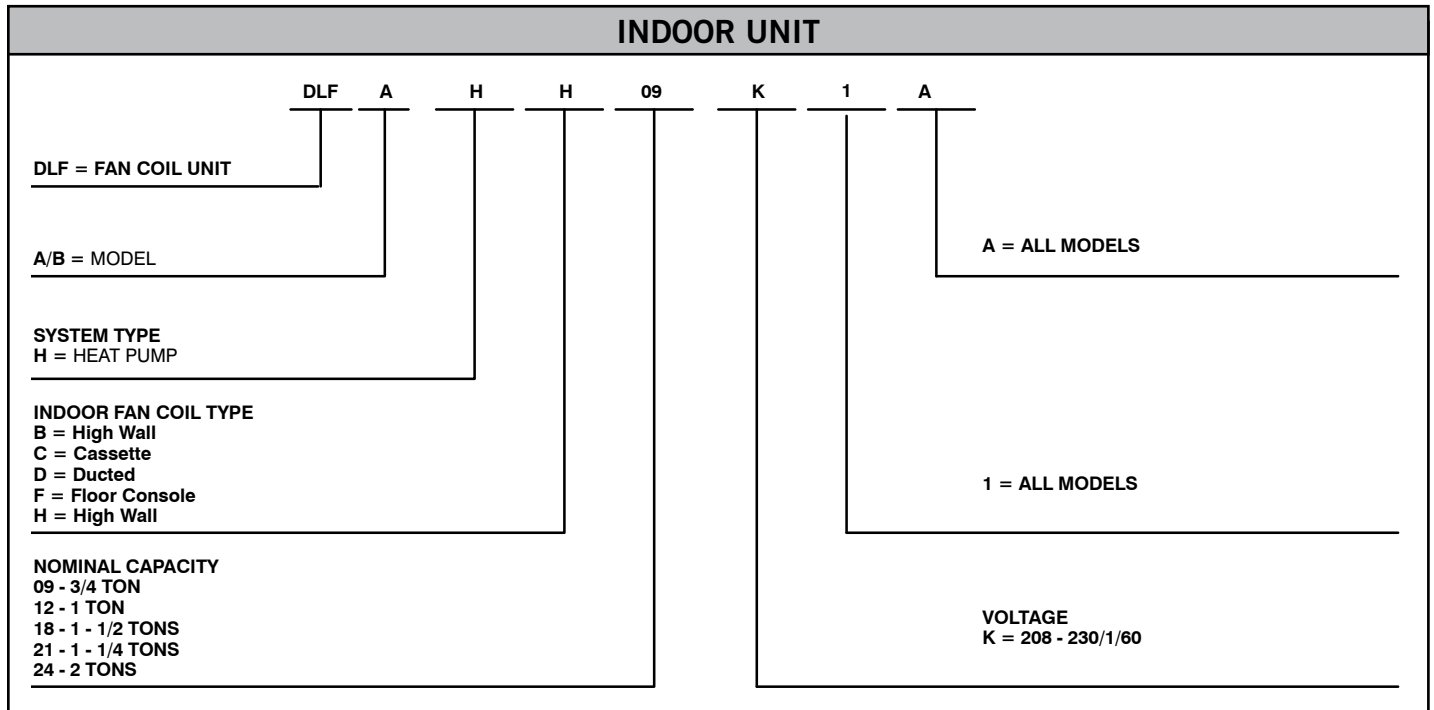 INDOOR UNIT
DLF A H H 09 K 1 A
DLF = FAN COIL UNIT
A/B = MODEL
SYSTEM TYPE
H = HEAT PUMP
INDOOR FAN COIL TYPE
B = High Wall
C = Cassette
D = Ducted
F = Floor Console
H = High Wall
NOMINAL CAPACITY
09 - 3/4 TON
12 - 1 TON
18 - 1 - 1/2 TONS
21 - 1 - 1/4 TONS
24 - 2 TONS
A = ALL MODELS
1 = ALL MODELS
VOLTAGE
K = 208 - 230/1/60